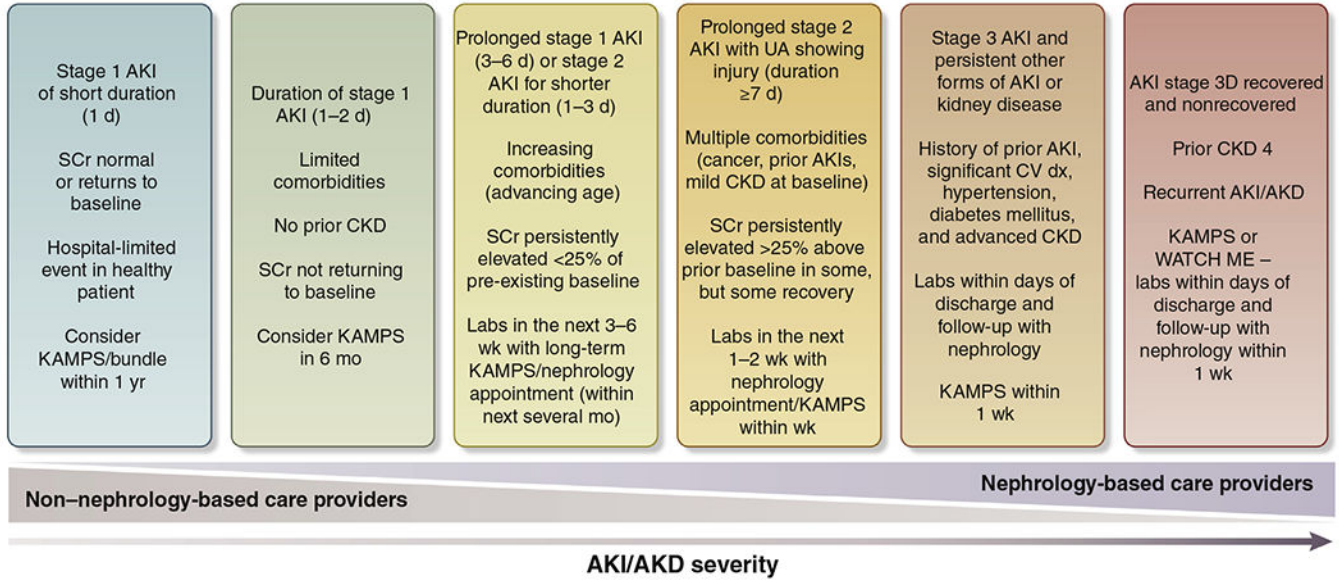 Stage 1 AKI
of short duration
(1 d)
SCr normal
or returns to
baseline
Hospital-limited
event in healthy
patient
Consider
KAMPS/bundle
within 1 yr
Duration of stage 1
AKI (1–2 d)
Limited
comorbidities
No prior CKD
SCr not returning
to baseline
Consider KAMPS
in 6 mo
Prolonged stage 1 AKI
(3–6 d) or stage 2
AKI for shorter
duration (1–3 d)
Increasing
comorbidities
(advancing age)
SCr persistently
elevated <25% of
pre-existing baseline
Labs in the next 3–6
wk with long-term
KAMPS/nephrology
appointment (within
next several mo)
Prolonged stage 2
AKI with UA showing
injury (duration
≥7 d)
Multiple comorbidities
(cancer, prior AKIs,
mild CKD at baseline)
SCr persistently
elevated >25% above
prior baseline in some,
but some recovery
Labs in the next
1–2 wk with
nephrology
appointment/KAMPS
within wk
Stage 3 AKI and
persistent other
forms of AKI or
kidney disease
History of prior AKI,
significant CV dx,
hypertension,
diabetes mellitus,
and advanced CKD
Labs within days of
discharge and
follow-up with
nephrology
KAMPS within
1 wk
AKI stage 3D recovered
and nonrecovered
Prior CKD 4
Recurrent AKI/AKD
KAMPS or
WATCH ME –
labs within days of
discharge and
follow-up with
nephrology within
1 wk
Non–nephrology-based care providers
Nephrology-based care providers
AKI/AKD severity